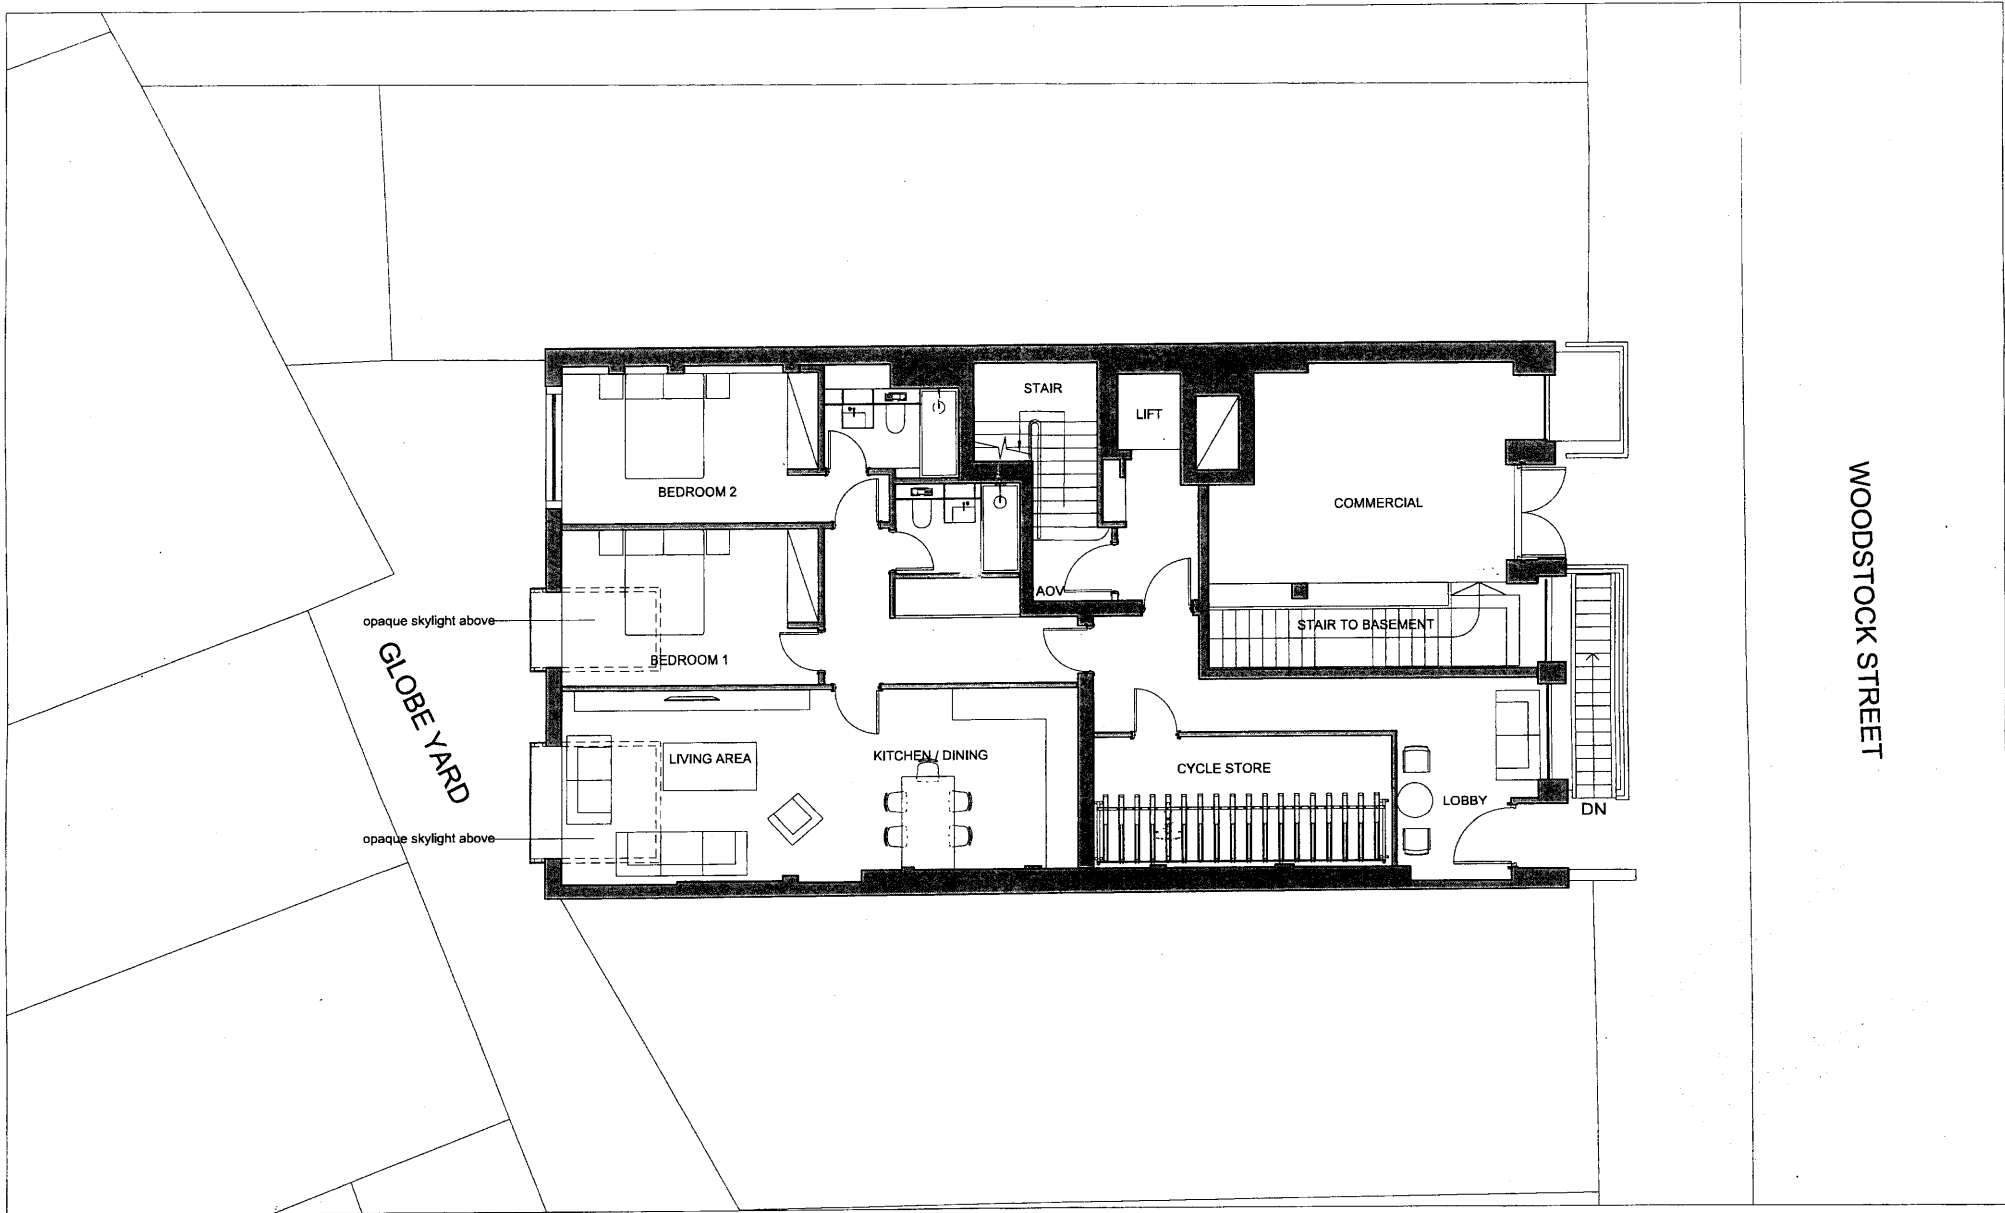 STAIR
LIFT
BEDROOM 2
COMMERCIAL
WOODSTOCK STREET
AOV
opaque skylight above
STAIR TO BASEMENT
BEDROOM 1
GLOBE YARD
LIVING AREA
KITCHEN / DINING
CYCLE STORE
LOBBY
DN
opaque skylight above